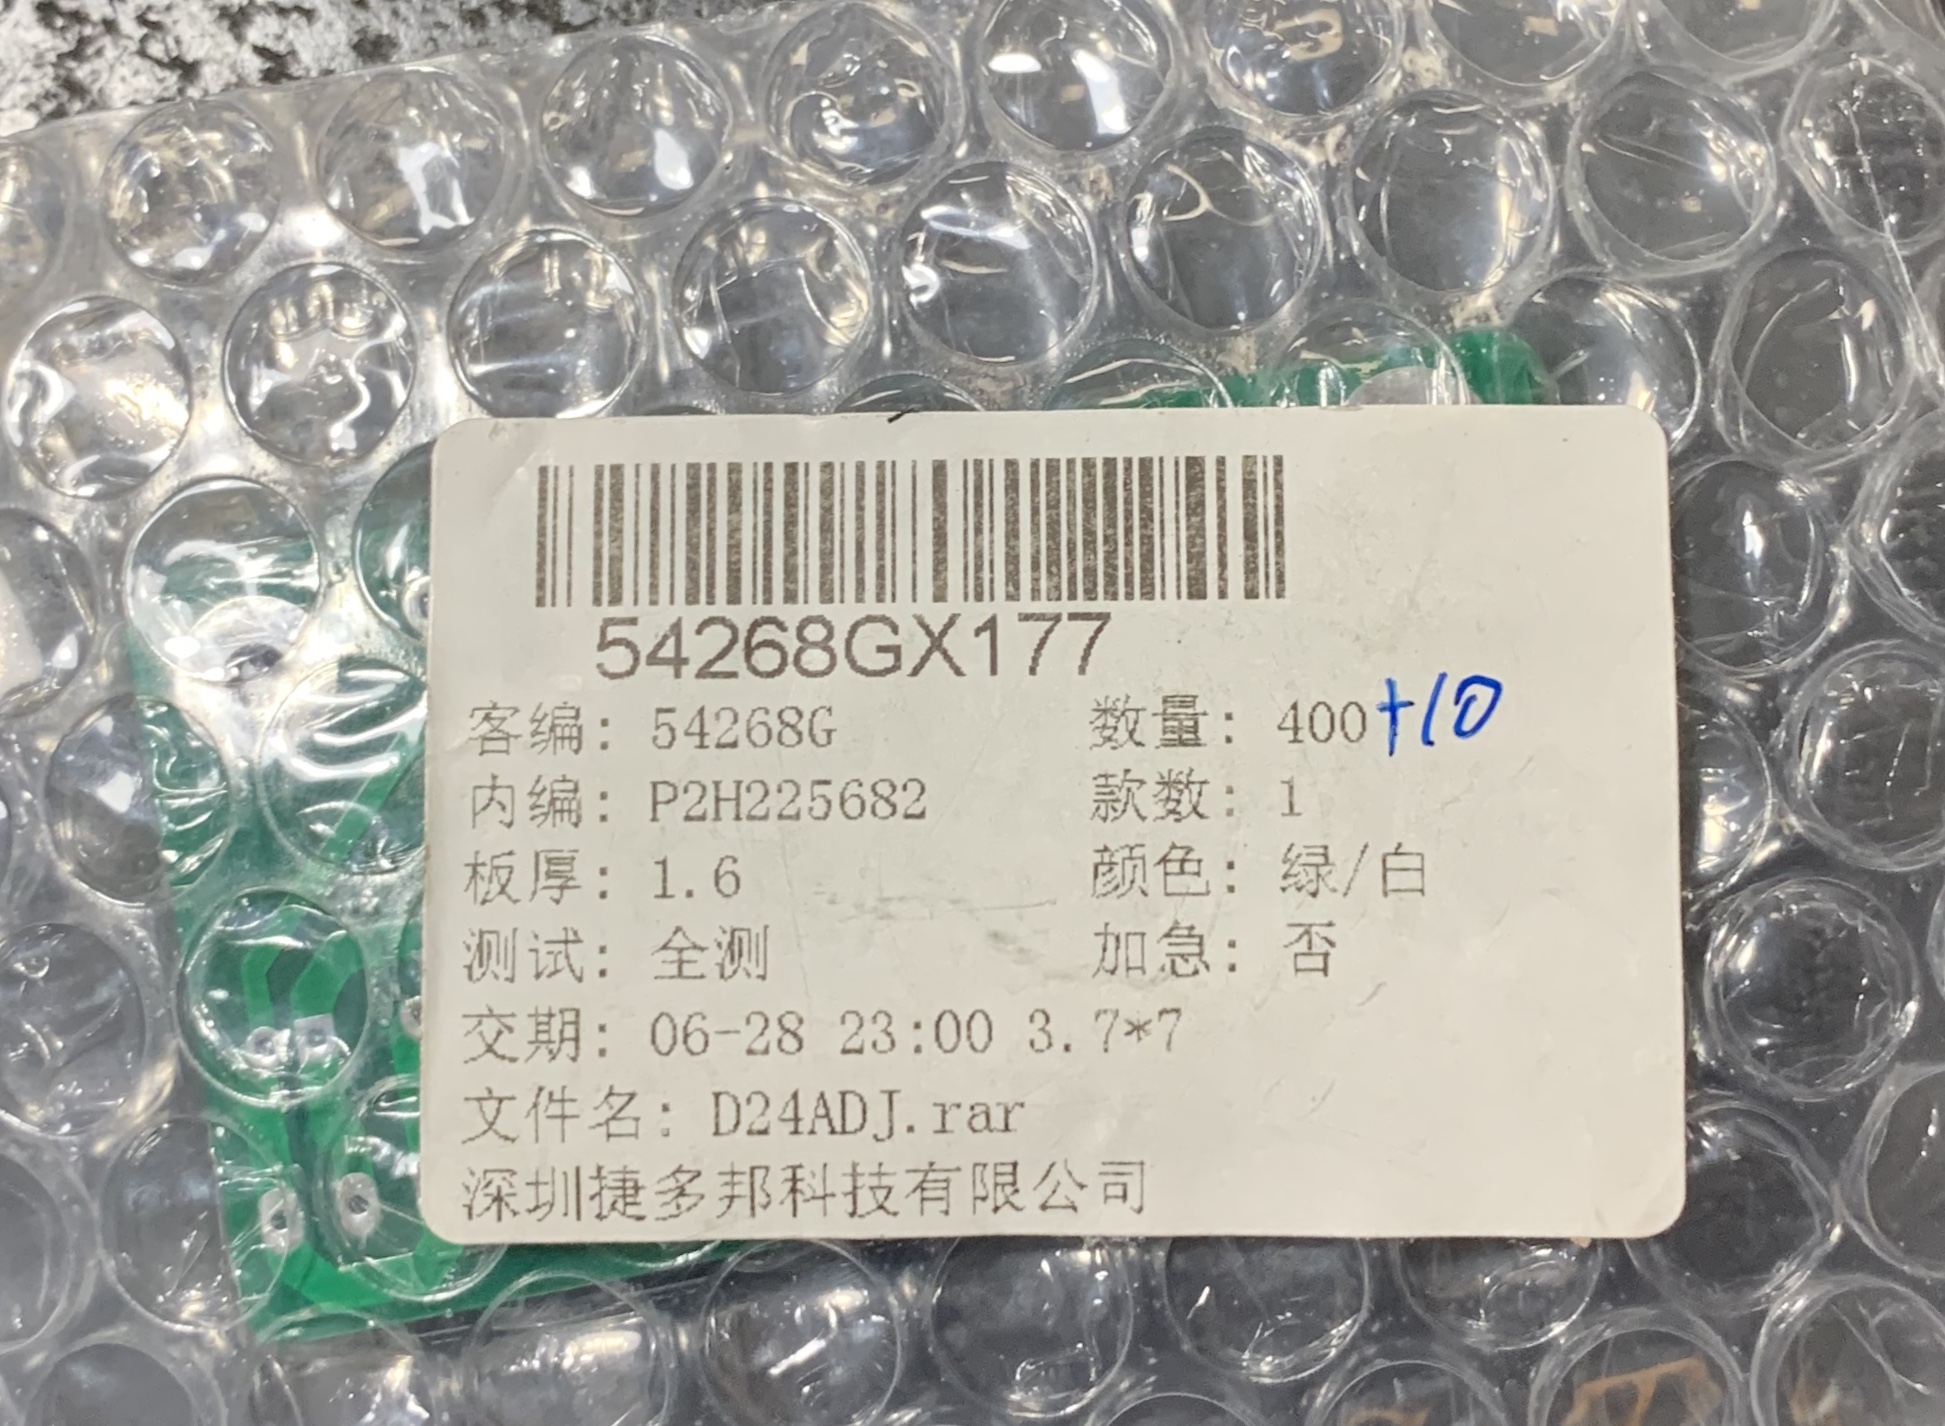 54268GX177
客编: 54268G 数量: 400+10
内编: P2H225682 款数: 1
板厚: 1.6 颜色: 绿/白
测试: 全测 加急: 否
交期: 06-28 23:00 3.7*7
文件名: D24ADJ.rar
深圳捷多邦科技有限公司